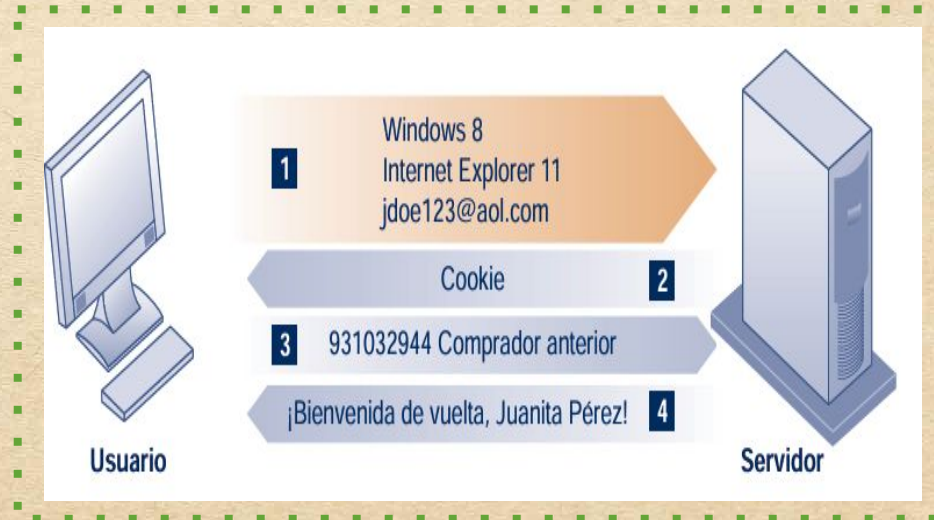 1
Windows 8
Internet Explorer 11
jdoe123@aol.com
Cookie 2
3 931032944 Comprador anterior
¡Bienvenida de vuelta, Juanita Pérez! 4
Usuario
Servidor